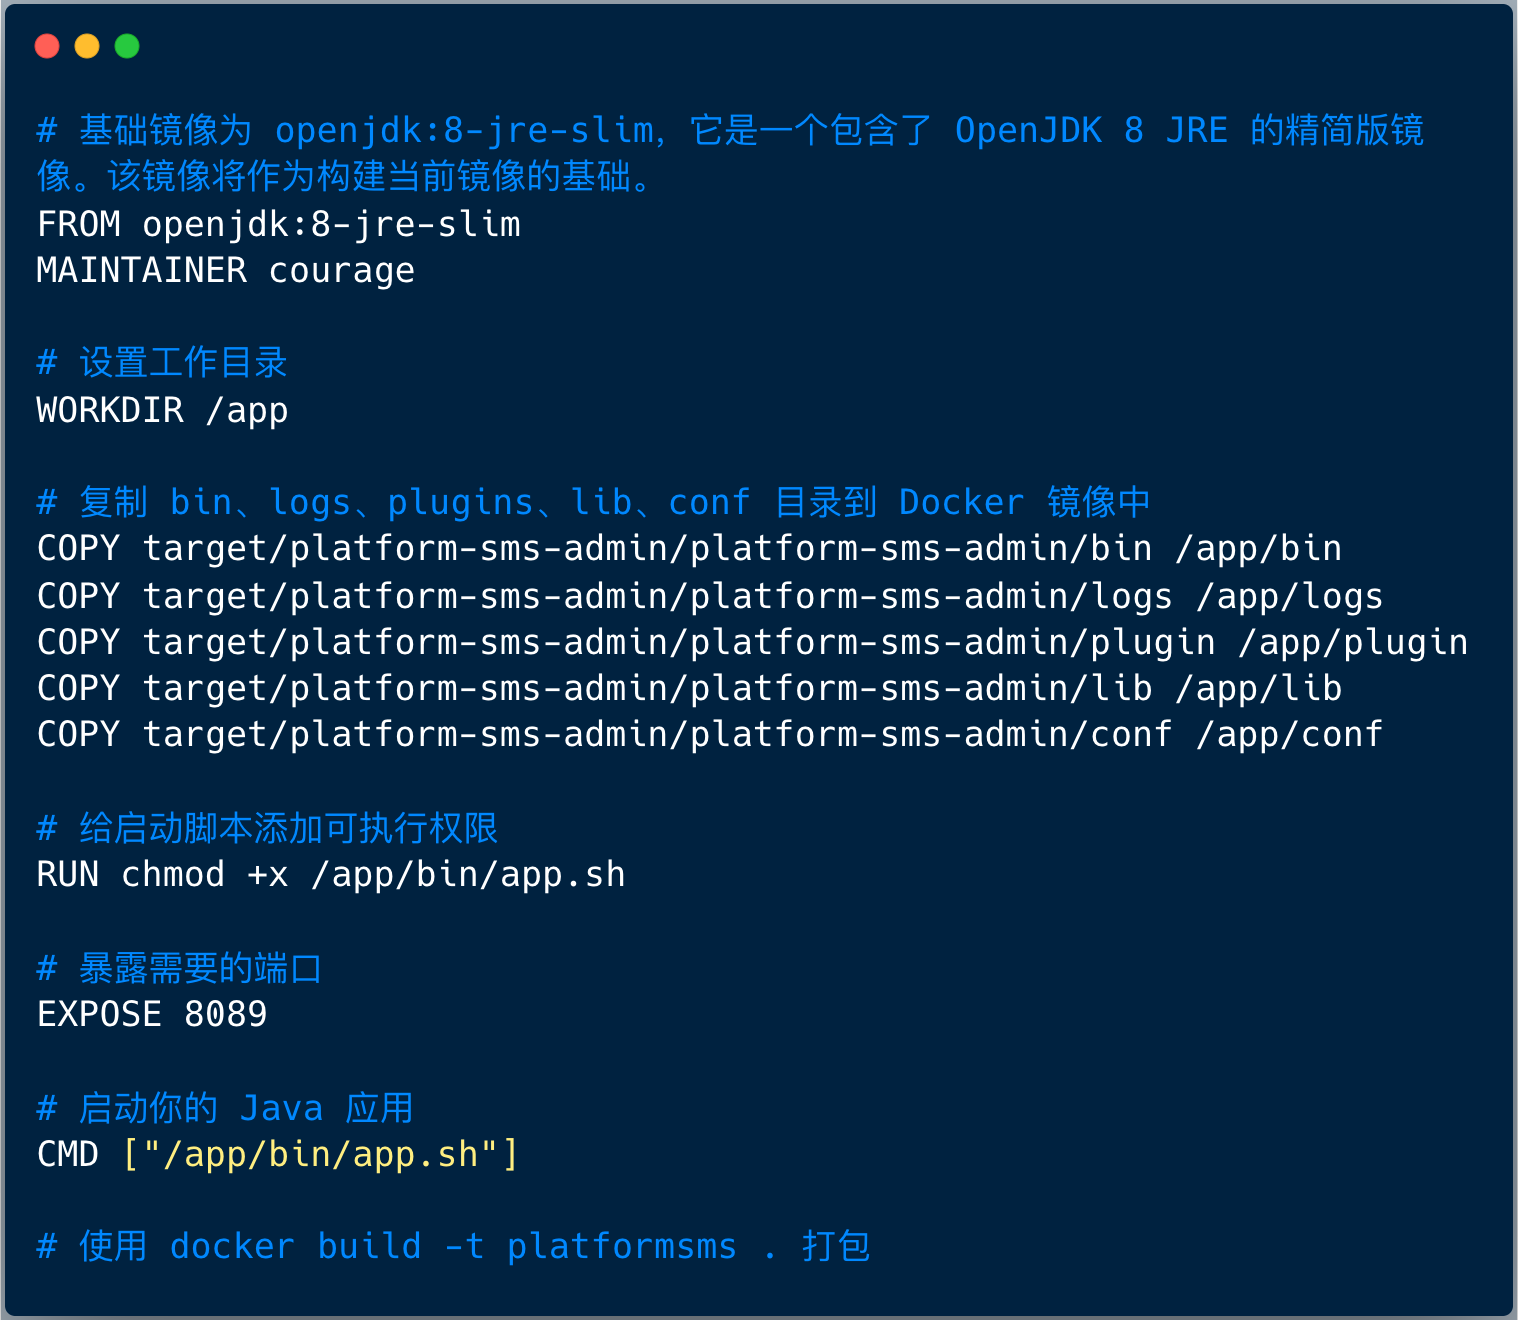 # 基础镜像为 openjdk:8-jre-slim，它是一个包含了 OpenJDK 8 JRE 的精简版镜
像。该镜像将作为构建当前镜像的基础。
FROM openjdk:8-jre-slim
MAINTAINER courage
# 设置工作目录
WORKDIR /app
# 复制 bin、logs、plugins、lib、conf 目录到 Docker 镜像中
COPY target/platform-sms-admin/platform-sms-admin/bin /app/bin
COPY target/platform-sms-admin/platform-sms-admin/logs /app/logs
COPY target/platform-sms-admin/platform-sms-admin/plugin /app/plugin
COPY target/platform-sms-admin/platform-sms-admin/lib /app/lib
COPY target/platform-sms-admin/platform-sms-admin/conf /app/conf
# 给启动脚本添加可执行权限
RUN chmod +x /app/bin/app.sh
# 暴露需要的端口
EXPOSE 8089
# 启动你的 Java 应用
CMD ["/app/bin/app.sh"]
# 使用 docker build -t platformsms . 打包